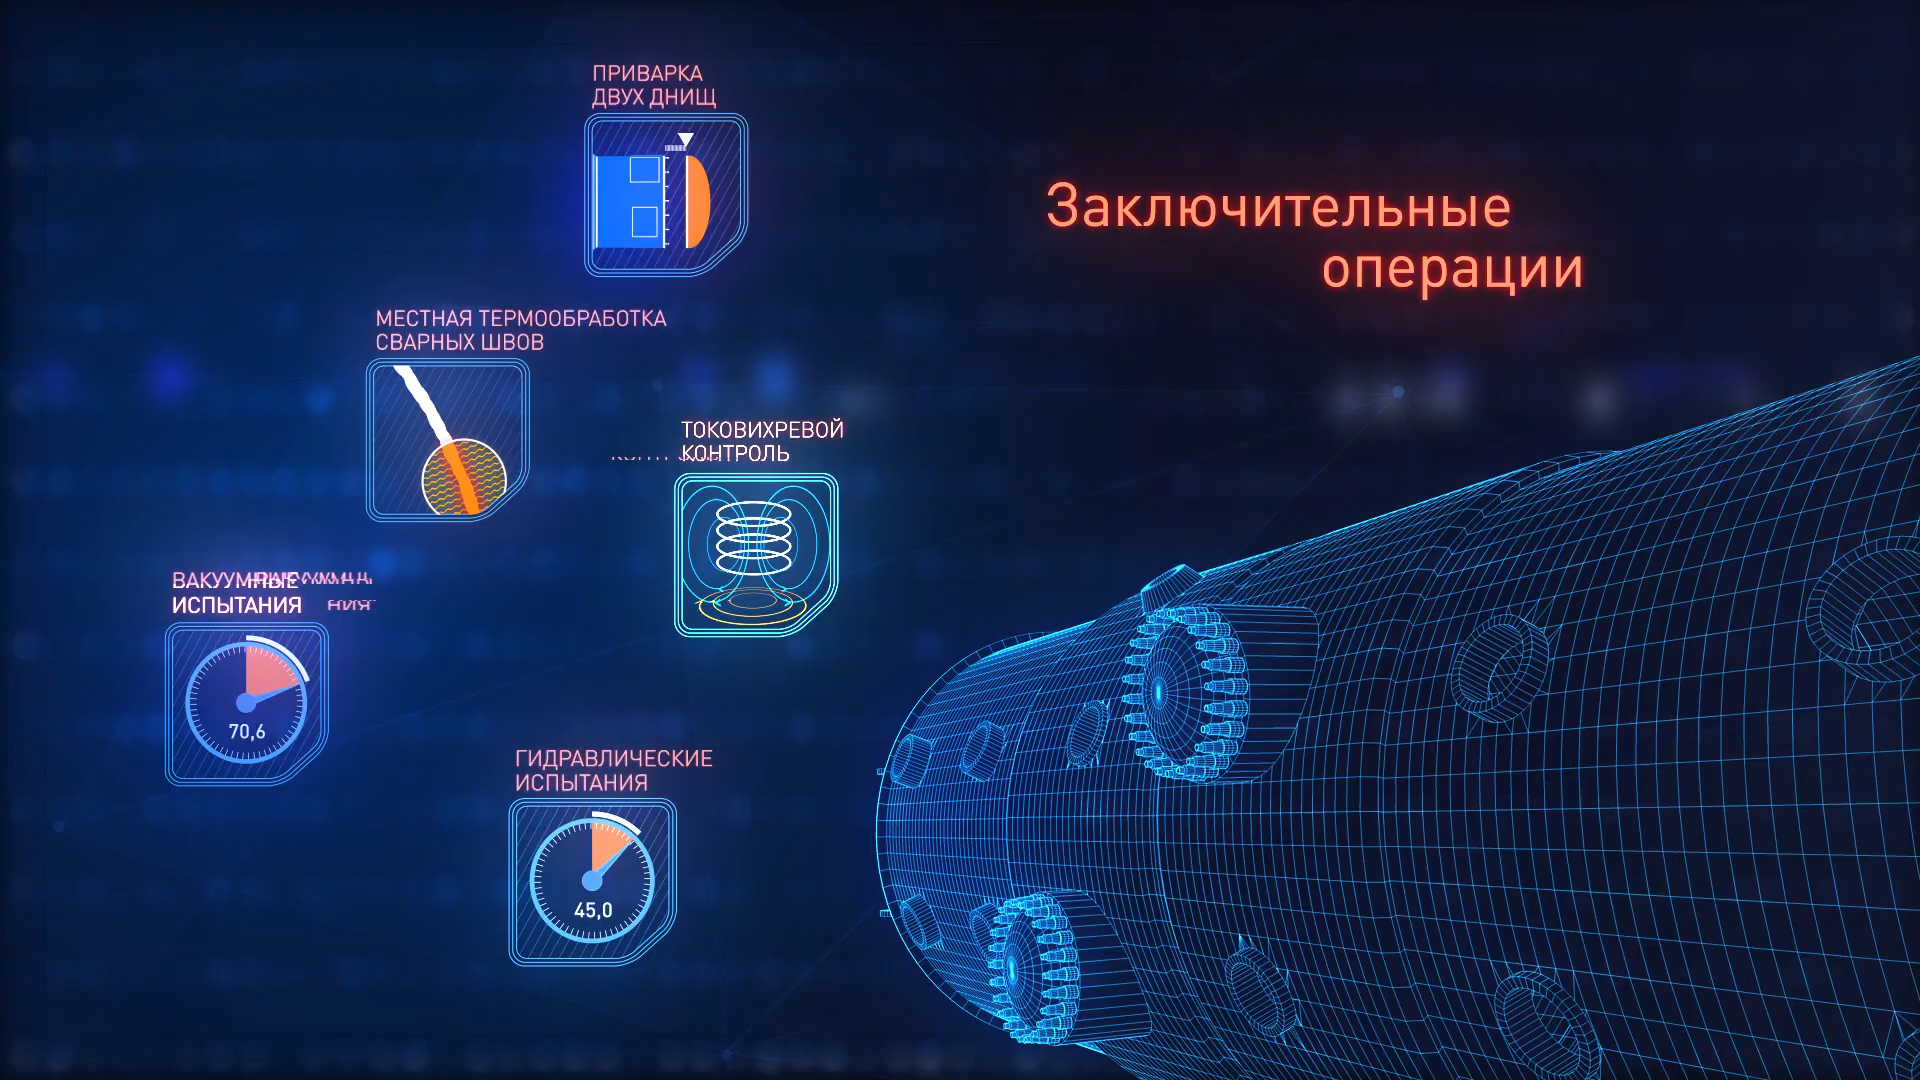 ПРИВАРКА
ДВУХ ДНИЩ
Заключительные
операции
МЕСТНАЯ ТЕРМООБРАБОТКА
СВАРНЫХ ШВОВ
ТОКОВИХРЕВОЙ
КОНТРОЛЬ
ВАКУУМНЫЕ
ИСПЫТАНИЯ
70,6
ГИДРАВЛИЧЕСКИЕ
ИСПЫТАНИЯ
45,0